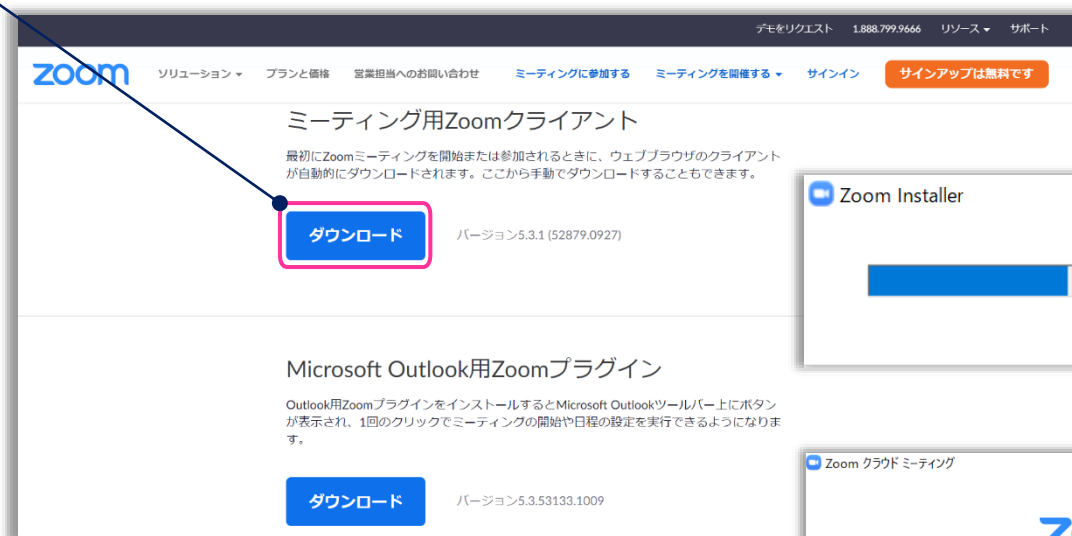 デモをリクエスト 1.888.799.9666 リソース サポート
zoom ソリューション プランと価格 営業担当へのお問い合わせ ミーティングに参加する ミーティングを開催する サインイン サインアップは無料です
ミーティング用Zoomクライアント
最初にZoomミーティングを開始または参加されるときに、ウェブブラウザのクライアント
が自動的にダウンロードされます。ここから手動でダウンロードすることもできます。
ダウンロード バージョン5.3.1 (52879.0927)
Zoom Installer
Microsoft Outlook用Zoomプラグイン
Outlook用ZoomプラグインをインストールするとMicrosoft Outlookツールバー上にボタン
が表示され、1回のクリックでミーティングの開始や日程の設定を実行できるようになりま
す。
ダウンロード バージョン5.3.53133.1009
Zoom クラウド ミーティング